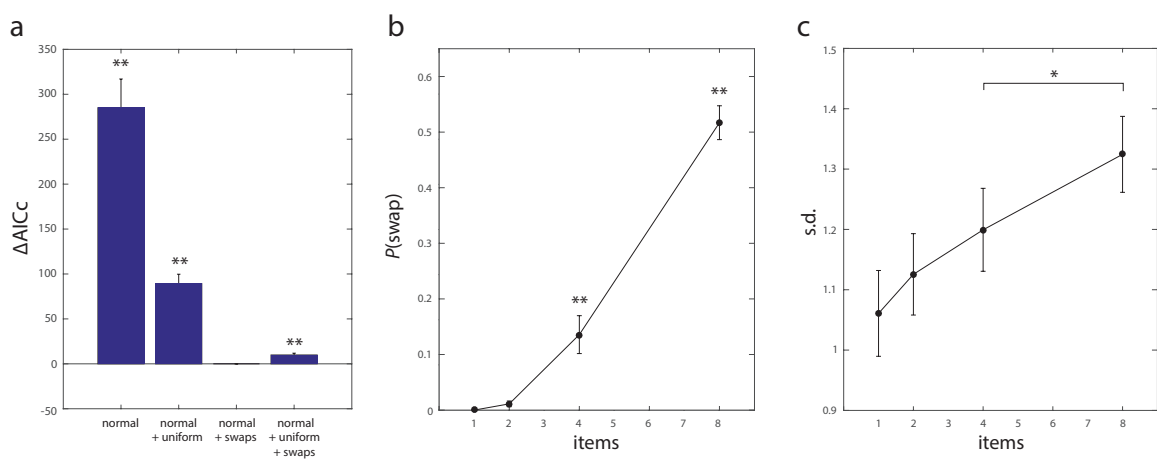 a
350
300
250
200
150
100
50
0
-50
ΔAICc
**
**
**
normal
normal
+ uniform
normal
+ swaps
normal
+ uniform
+ swaps
b
0.6
0.5
0.4
0.3
0.2
0.1
0
P(swap)
**
**
1 2 3 4 5 6 7 8
items
c
1.5
1.4
1.3
1.2
1.1
1
0.9
s.d.
*
1 2 3 4 5 6 7 8
items